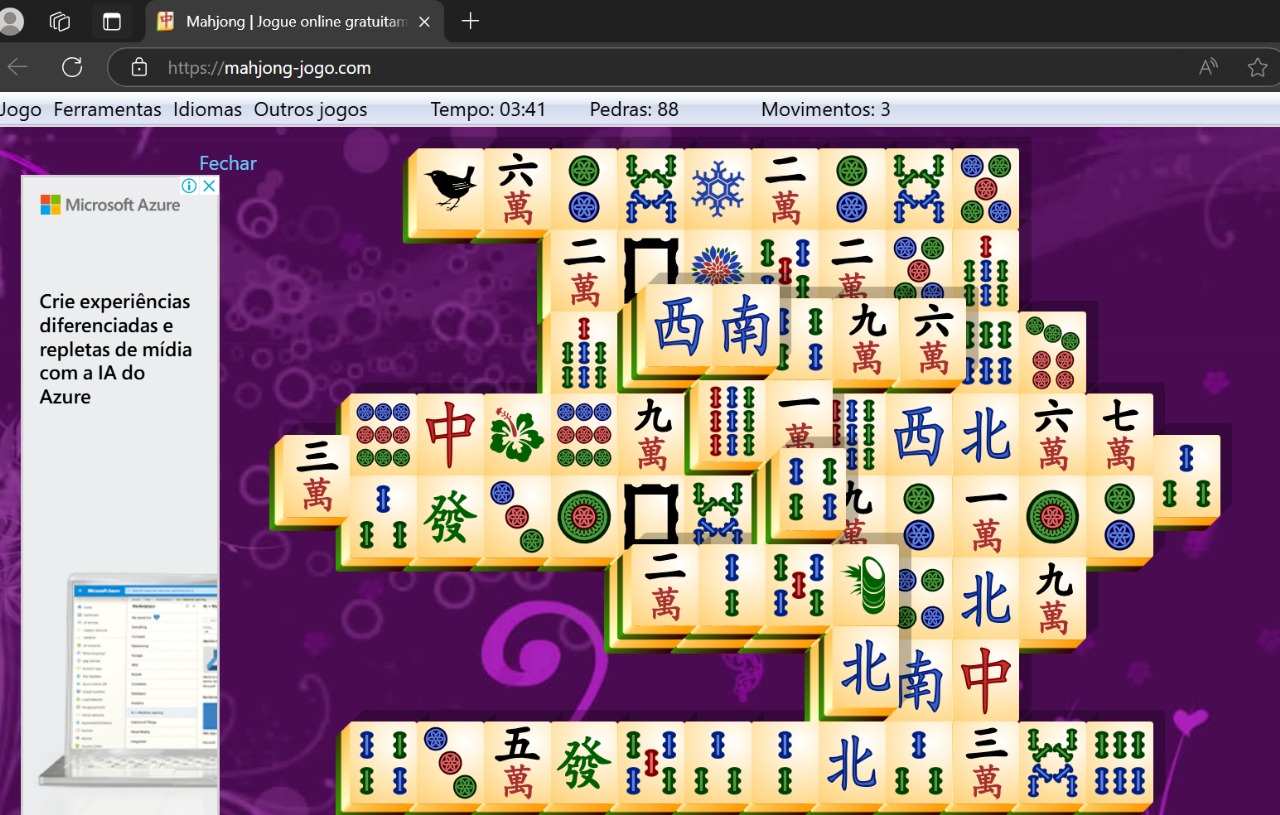 Mahjong | Jogue online gratuitam
https://mahjong-jogo.com
Jogo Ferramentas Idiomas Outros jogos Tempo: 03:41 Pedras: 88 Movimentos: 3
Fechar
Microsoft Azure
Crie experiências
diferenciadas e
repletas de mídia
com a IA do
Azure
六萬 二萬
二萬 二萬
西 南 九萬 六萬
中 九萬 一萬 西 北 六萬 七萬
三萬
發 九萬 一萬
二萬 北 九萬
北 南 中
五萬 發 北 三萬